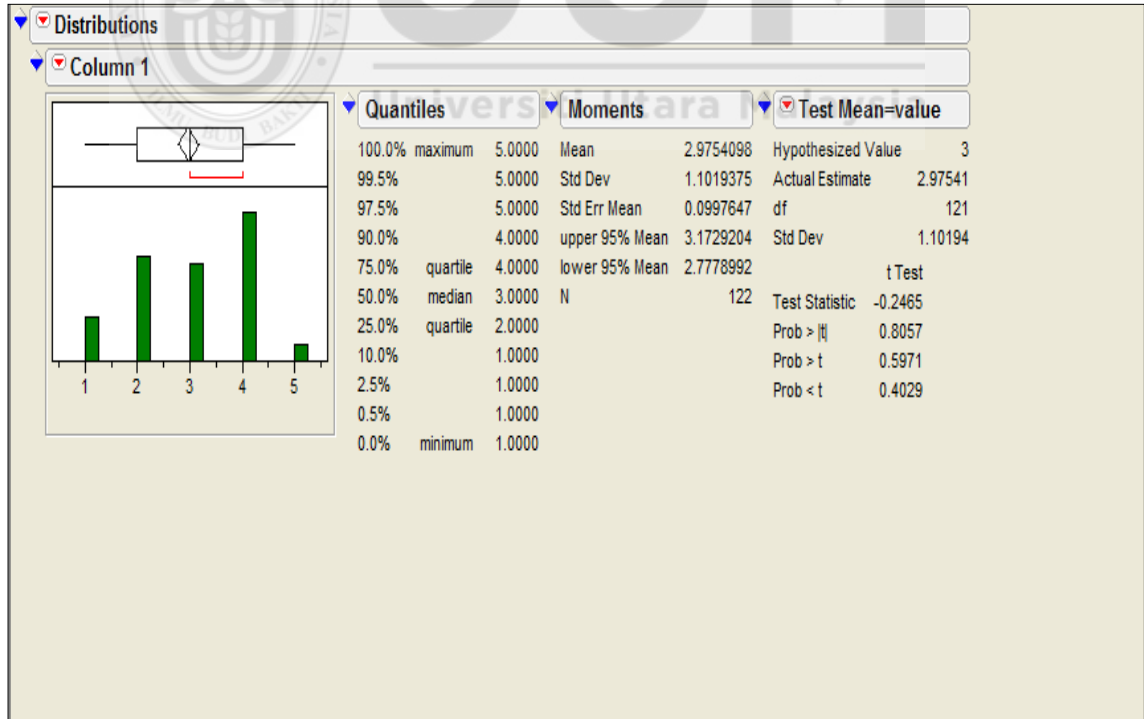 Distributions
Column 1
1 2 3 4 5
Quantiles
100.0% maximum 5.0000
99.5% 5.0000
97.5% 5.0000
90.0% 4.0000
75.0% quartile 4.0000
50.0% median 3.0000
25.0% quartile 2.0000
10.0% 1.0000
2.5% 1.0000
0.5% 1.0000
0.0% minimum 1.0000
Moments
Mean 2.9754098
Std Dev 1.1019375
Std Err Mean 0.0997647
upper 95% Mean 3.1729204
lower 95% Mean 2.7778992
N 122
Test Mean=value
Hypothesized Value 3
Actual Estimate 2.97541
df 121
Std Dev 1.10194
t Test
Test Statistic -0.2465
Prob > |t| 0.8057
Prob > t 0.5971
Prob < t 0.4029
Universiti Utara Malaysia
BUDI BAKTI